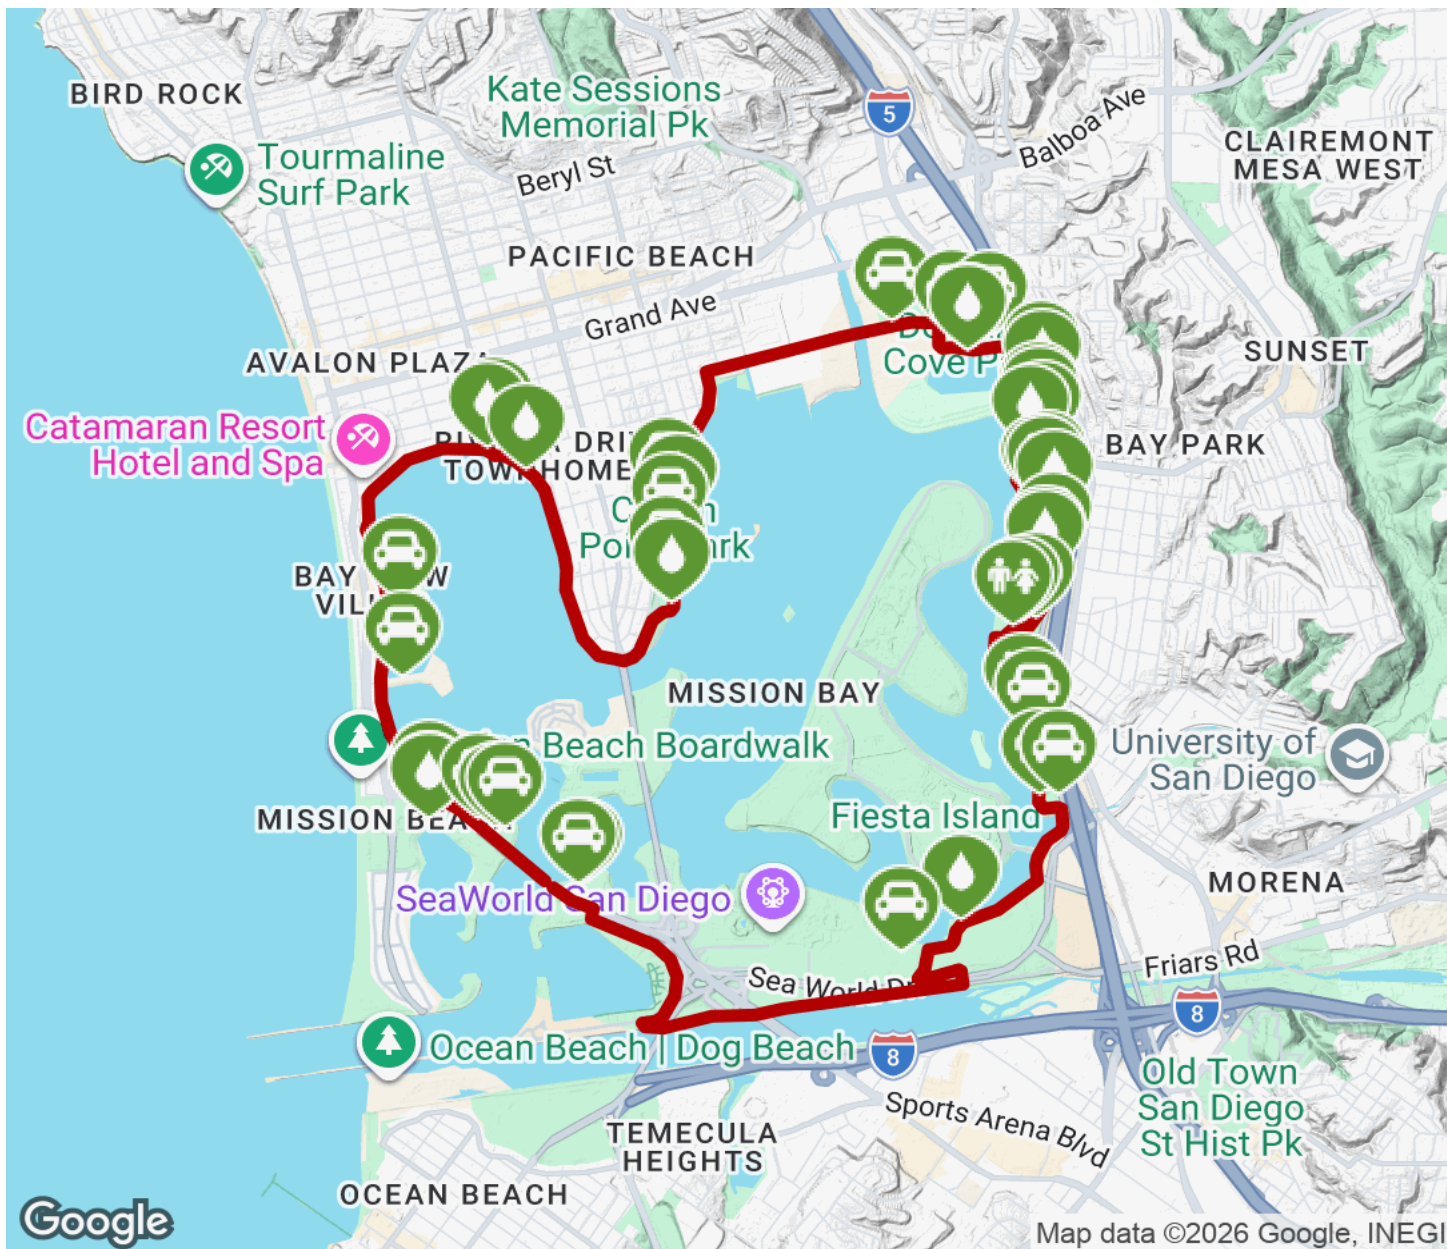 BIRD ROCK
Kate Sessions
Memorial Pk
5
Balboa Ave
CLAIREMONT
MESA WEST
Tourmaline
Surf Park
Beryl St
PACIFIC BEACH
Grand Ave
Cove P
SUNSET
AVALON PLAZA
Catamaran Resort
Hotel and Spa
TOWNHOME
BAY PARK
BAY
MISSION BAY
Beach Boardwalk
University of
San Diego
MISSION BEACH
Fiesta Island
SeaWorld San Diego
MORENA
Sea World Dr
Friars Rd
8
Ocean Beach | Dog Beach
8
Old Town
San Diego
St Hist Pk
Sports Arena Blvd
TEMECULA
HEIGHTS
OCEAN BEACH
Google
Map data ©2026 Google, INEGI